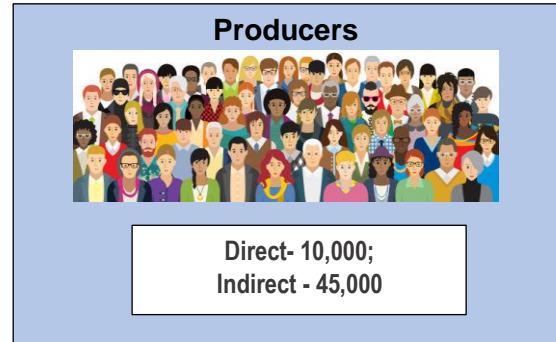 Producers
Direct- 10,000;
Indirect - 45,000